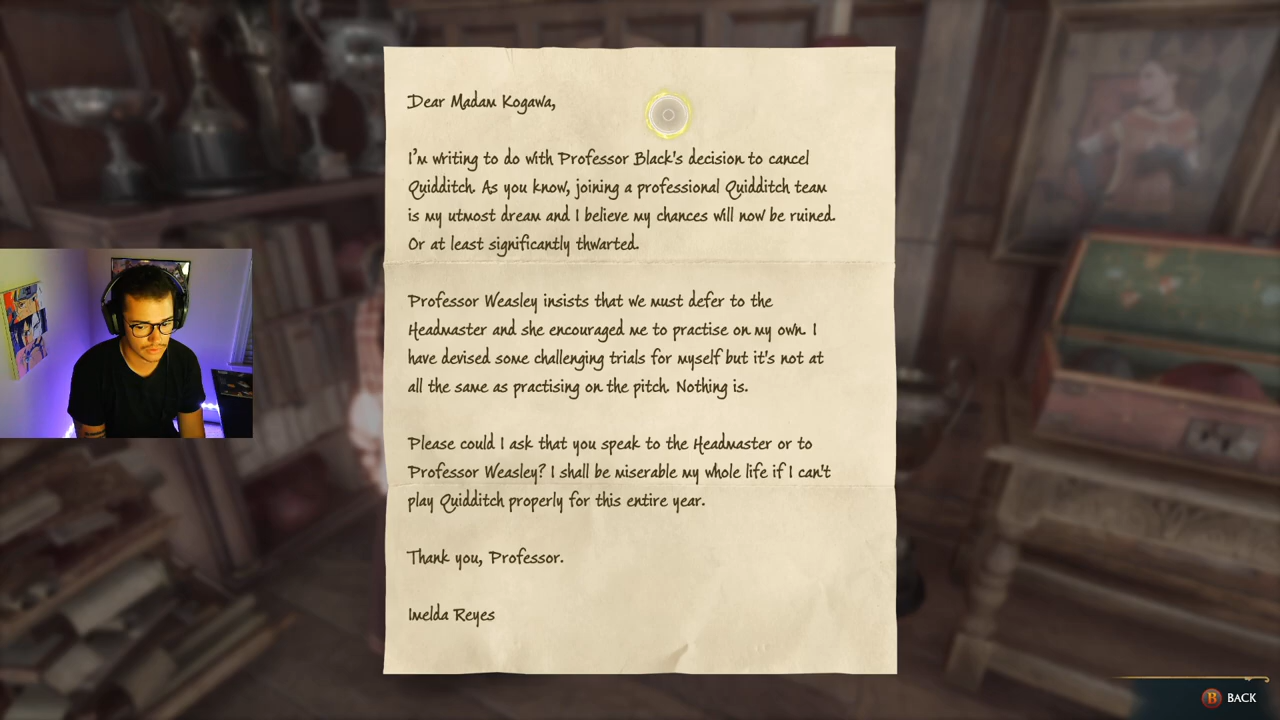 Dear Madam Kogawa,
I'm writing to do with Professor Black's decision to cancel
Quidditch. As you know, joining a professional Quidditch team
is my utmost dream and I believe my chances will now be ruined.
Or at least significantly thwarted.
Professor Weasley insists that we must defer to the
Headmaster and she encouraged me to practise on my own. I
have devised some challenging trials for myself but it's not at
all the same as practising on the pitch. Nothing is.
Please could I ask that you speak to the Headmaster or to
Professor Weasley? I shall be miserable my whole life if I can't
play Quidditch properly for this entire year.
Thank you, Professor.
Imelda Reyes
B BACK